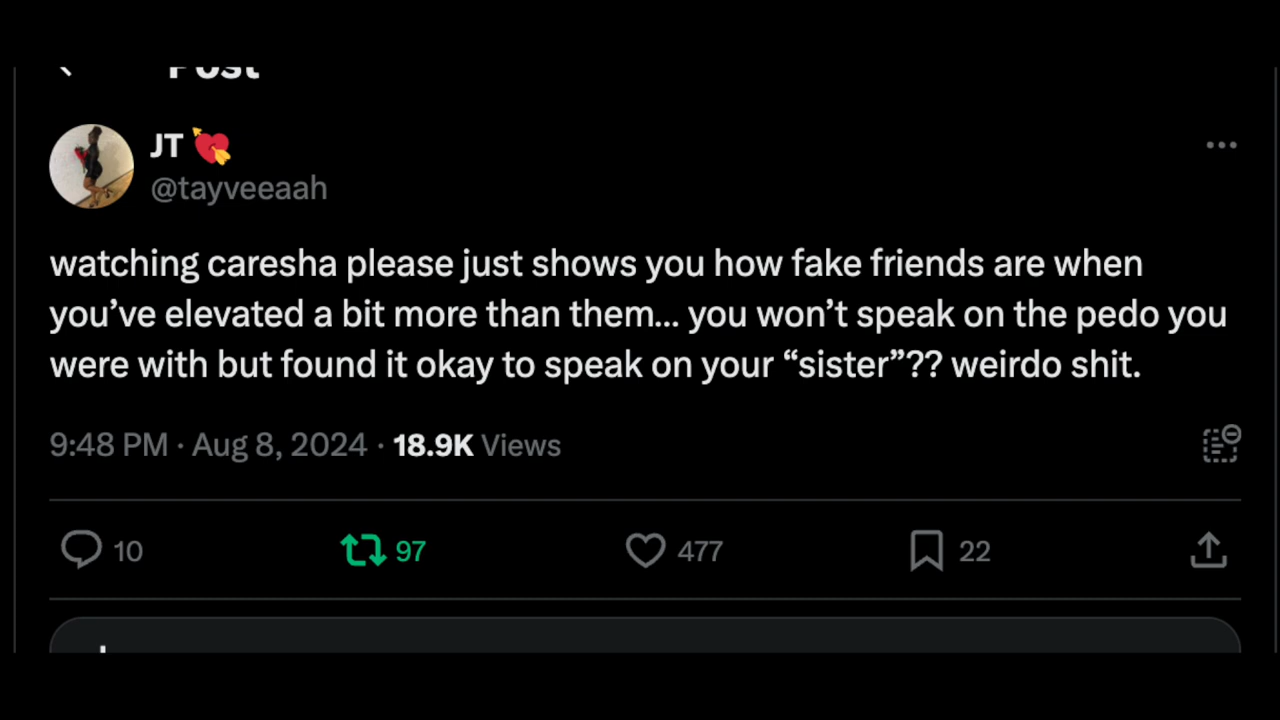 Post
JT 💘
@tayveeaah
watching caresha please just shows you how fake friends are when
you’ve elevated a bit more than them... you won’t speak on the pedo you
were with but found it okay to speak on your “sister”?? weirdo shit.
9:48 PM · Aug 8, 2024 · 18.9K Views
10 97 477 22